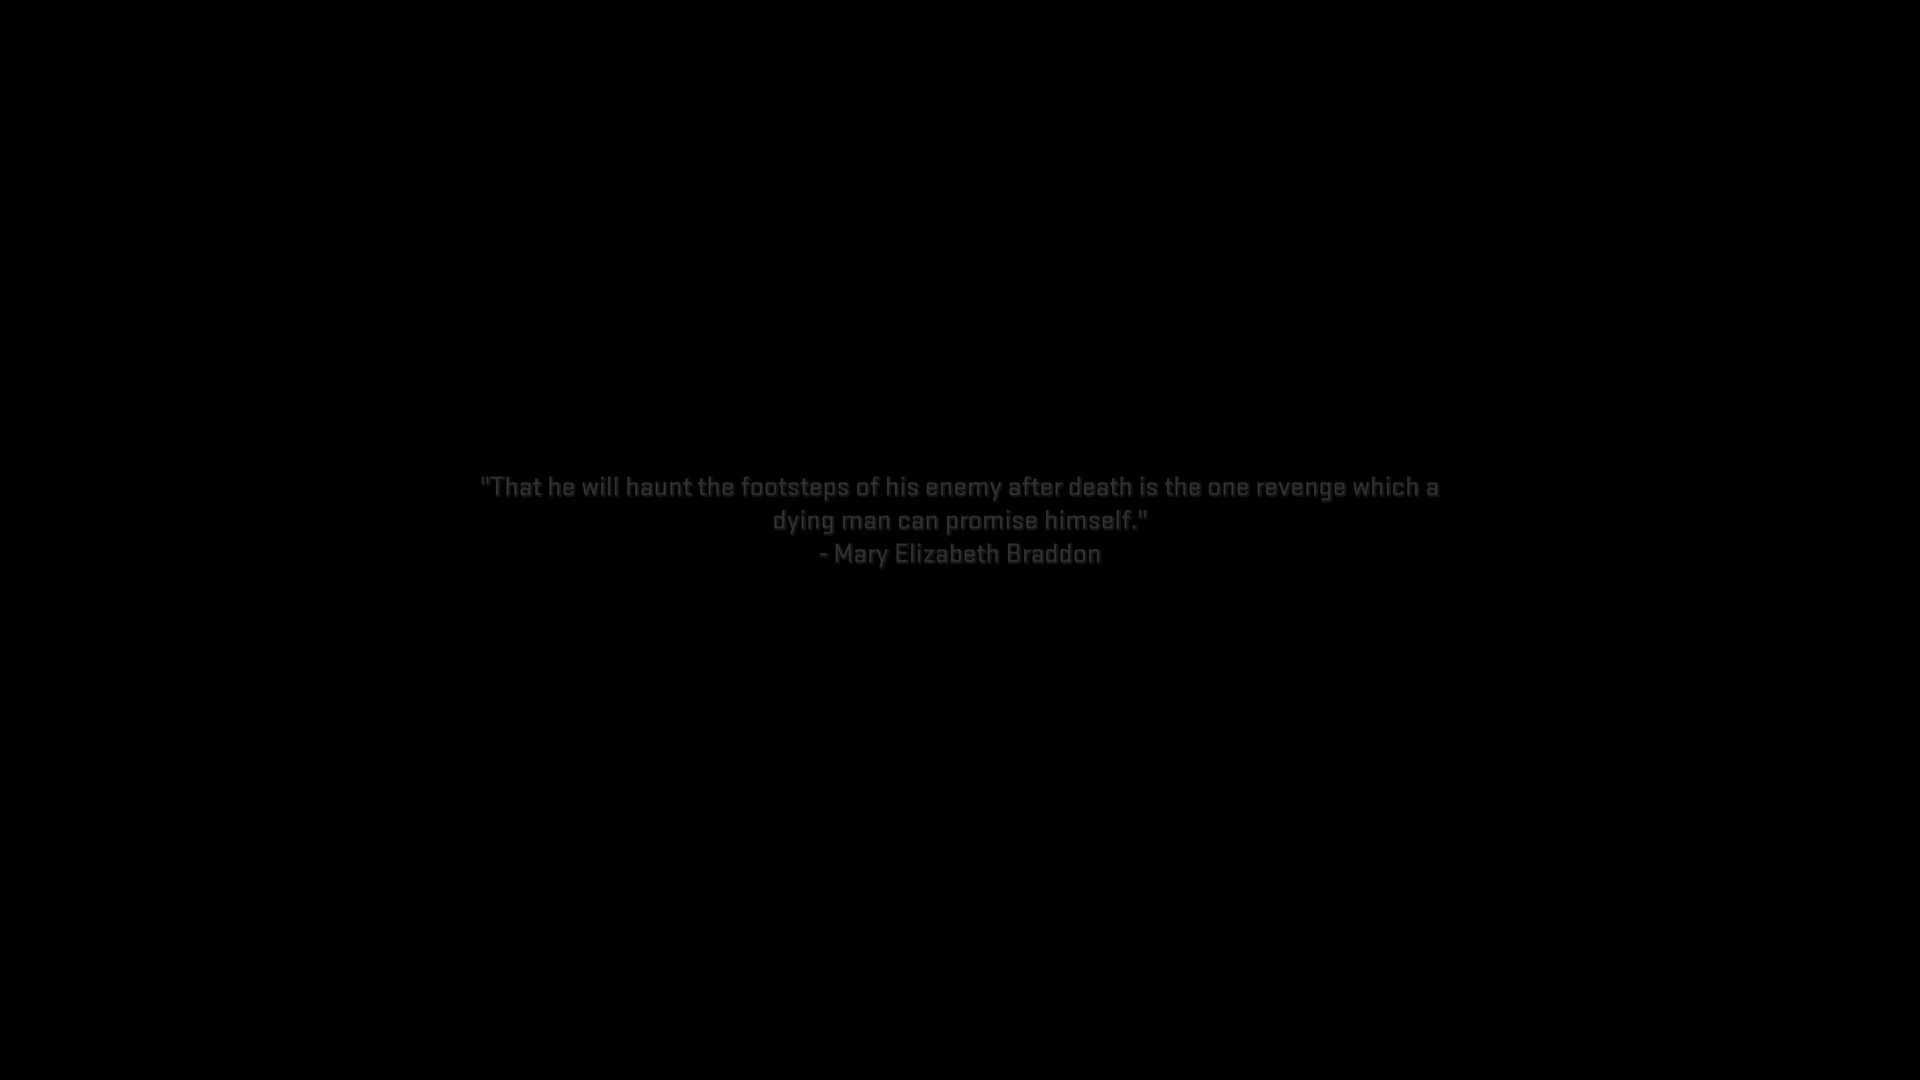 "That he will haunt the footsteps of his enemy after death is the one revenge which a
dying man can promise himself."
- Mary Elizabeth Braddon